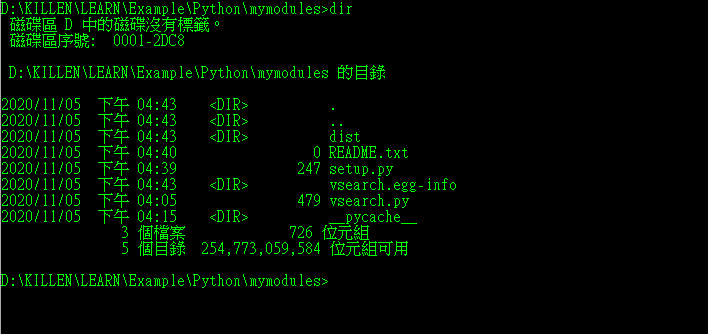 D:\KILLEN\LEARN\Example\Python\mymodules>dir
 磁碟區 D 中的磁碟沒有標籤。
 磁碟區序號:  0001-2DC8

 D:\KILLEN\LEARN\Example\Python\mymodules 的目錄

2020/11/05  下午 04:43    <DIR>          .
2020/11/05  下午 04:43    <DIR>          ..
2020/11/05  下午 04:43    <DIR>          dist
2020/11/05  下午 04:40                 0 README.txt
2020/11/05  下午 04:39               247 setup.py
2020/11/05  下午 04:43    <DIR>          vsearch.egg-info
2020/11/05  下午 04:05               479 vsearch.py
2020/11/05  下午 04:15    <DIR>          __pycache__
               3 個檔案             726 位元組
               5 個目錄  254,773,059,584 位元組可用

D:\KILLEN\LEARN\Example\Python\mymodules>